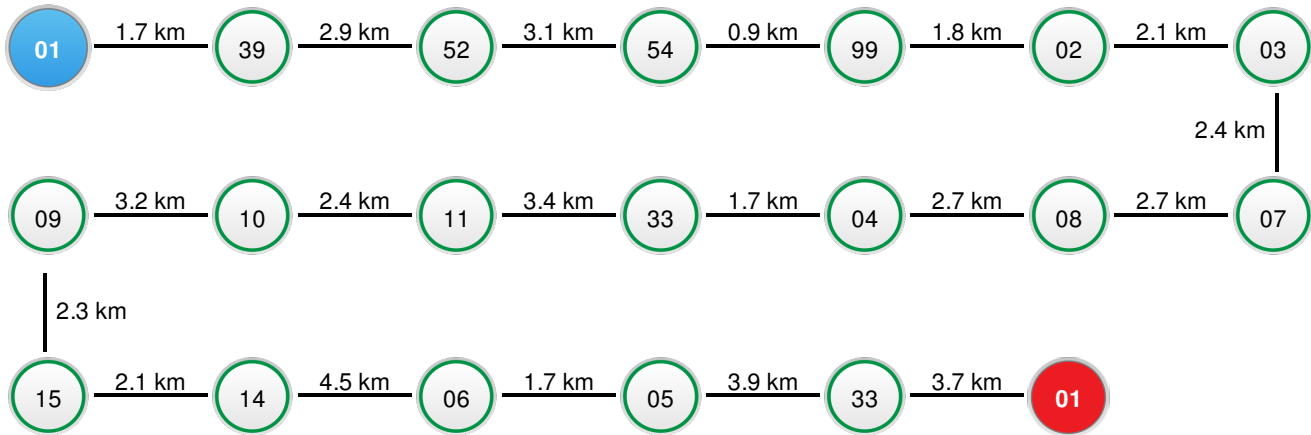 01 1.7 km 39 2.9 km 52 3.1 km 54 0.9 km 99 1.8 km 02 2.1 km 03
2.4 km
09 3.2 km 10 2.4 km 11 3.4 km 33 1.7 km 04 2.7 km 08 2.7 km 07
2.3 km
15 2.1 km 14 4.5 km 06 1.7 km 05 3.9 km 33 3.7 km 01